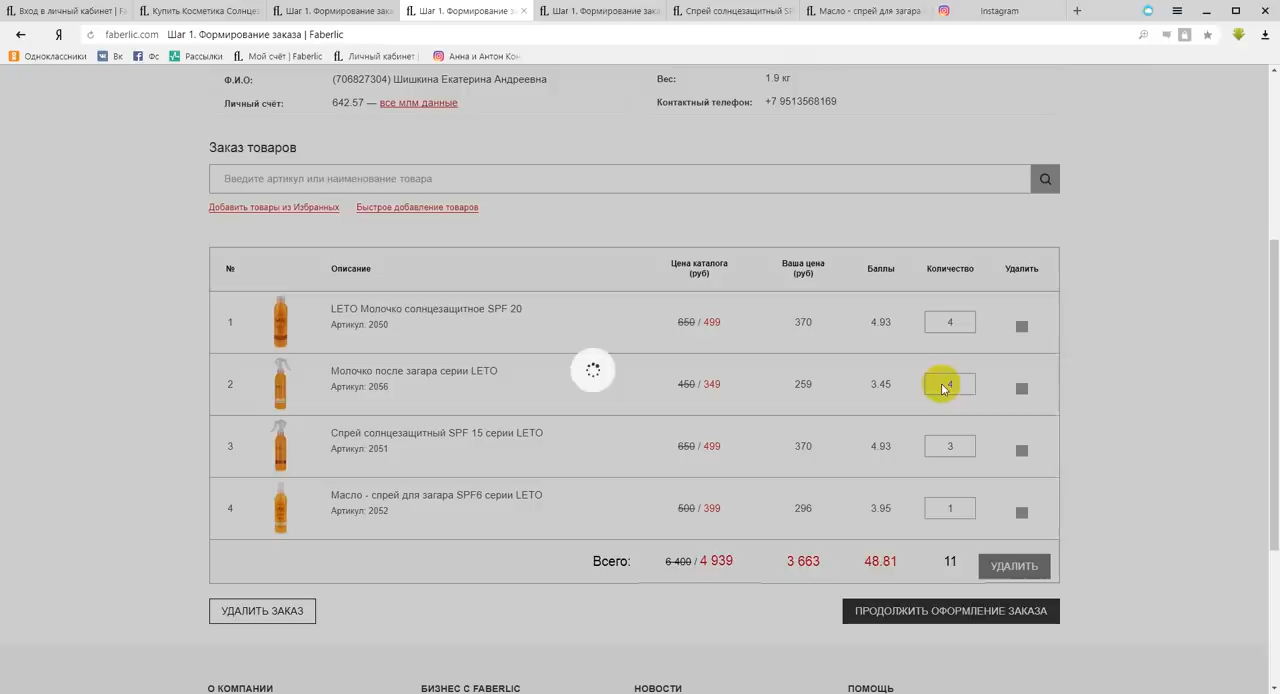 Вход в личный кабинет | Fa
Купить Косметика Солнце
Шаг 1. Формирование зак
Шаг 1. Формирование з
Шаг 1. Формирование зак
Спрей солнцезащитный SP
Масло - спрей для загара
Instagram
faberlic.com Шаг 1. Формирование заказа | Faberlic
Одноклассники Вк Фс Рассылки Мой счёт | Faberlic Личный кабинет | Анна и Антон Кон
Ф.И.О: (706827304) Шишкина Екатерина Андреевна
Вес: 1.9 кг
Личный счёт: 642.57 — все млм данные
Контактный телефон: +7 9513568169
Заказ товаров
Введите артикул или наименование товара
Добавить товары из Избранных Быстрое добавление товаров
№ Описание Цена каталога (руб) Ваша цена (руб) Баллы Количество Удалить
1 LETO Молочко солнцезащитное SPF 20 650 / 499 370 4.93 4
Артикул: 2050
2 Молочко после загара серии LETO 450 / 349 259 3.45 4
Артикул: 2056
3 Спрей солнцезащитный SPF 15 серии LETO 650 / 499 370 4.93 3
Артикул: 2051
4 Масло - спрей для загара SPF6 серии LETO 500 / 399 296 3.95 1
Артикул: 2052
Всего: 6 400 / 4 939 3 663 48.81 11 УДАЛИТЬ
УДАЛИТЬ ЗАКАЗ ПРОДОЛЖИТЬ ОФОРМЛЕНИЕ ЗАКАЗА
О КОМПАНИИ БИЗНЕС С FABERLIC НОВОСТИ ПОМОЩЬ